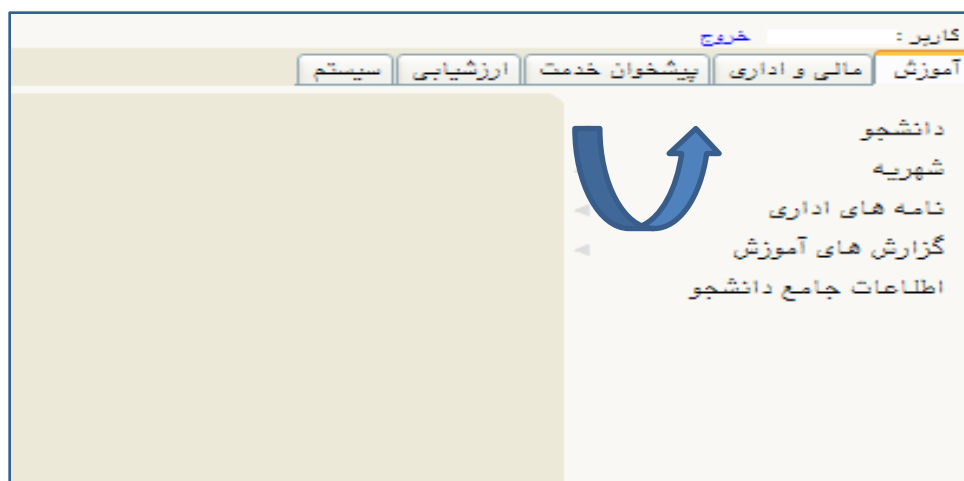 کاربر : خروج
آموزش مالی و اداری پیشخوان خدمت ارزشیابی سیستم
دانشجو
شهریه
نامه های اداری
گزارش های آموزش
اطلاعات جامع دانشجو